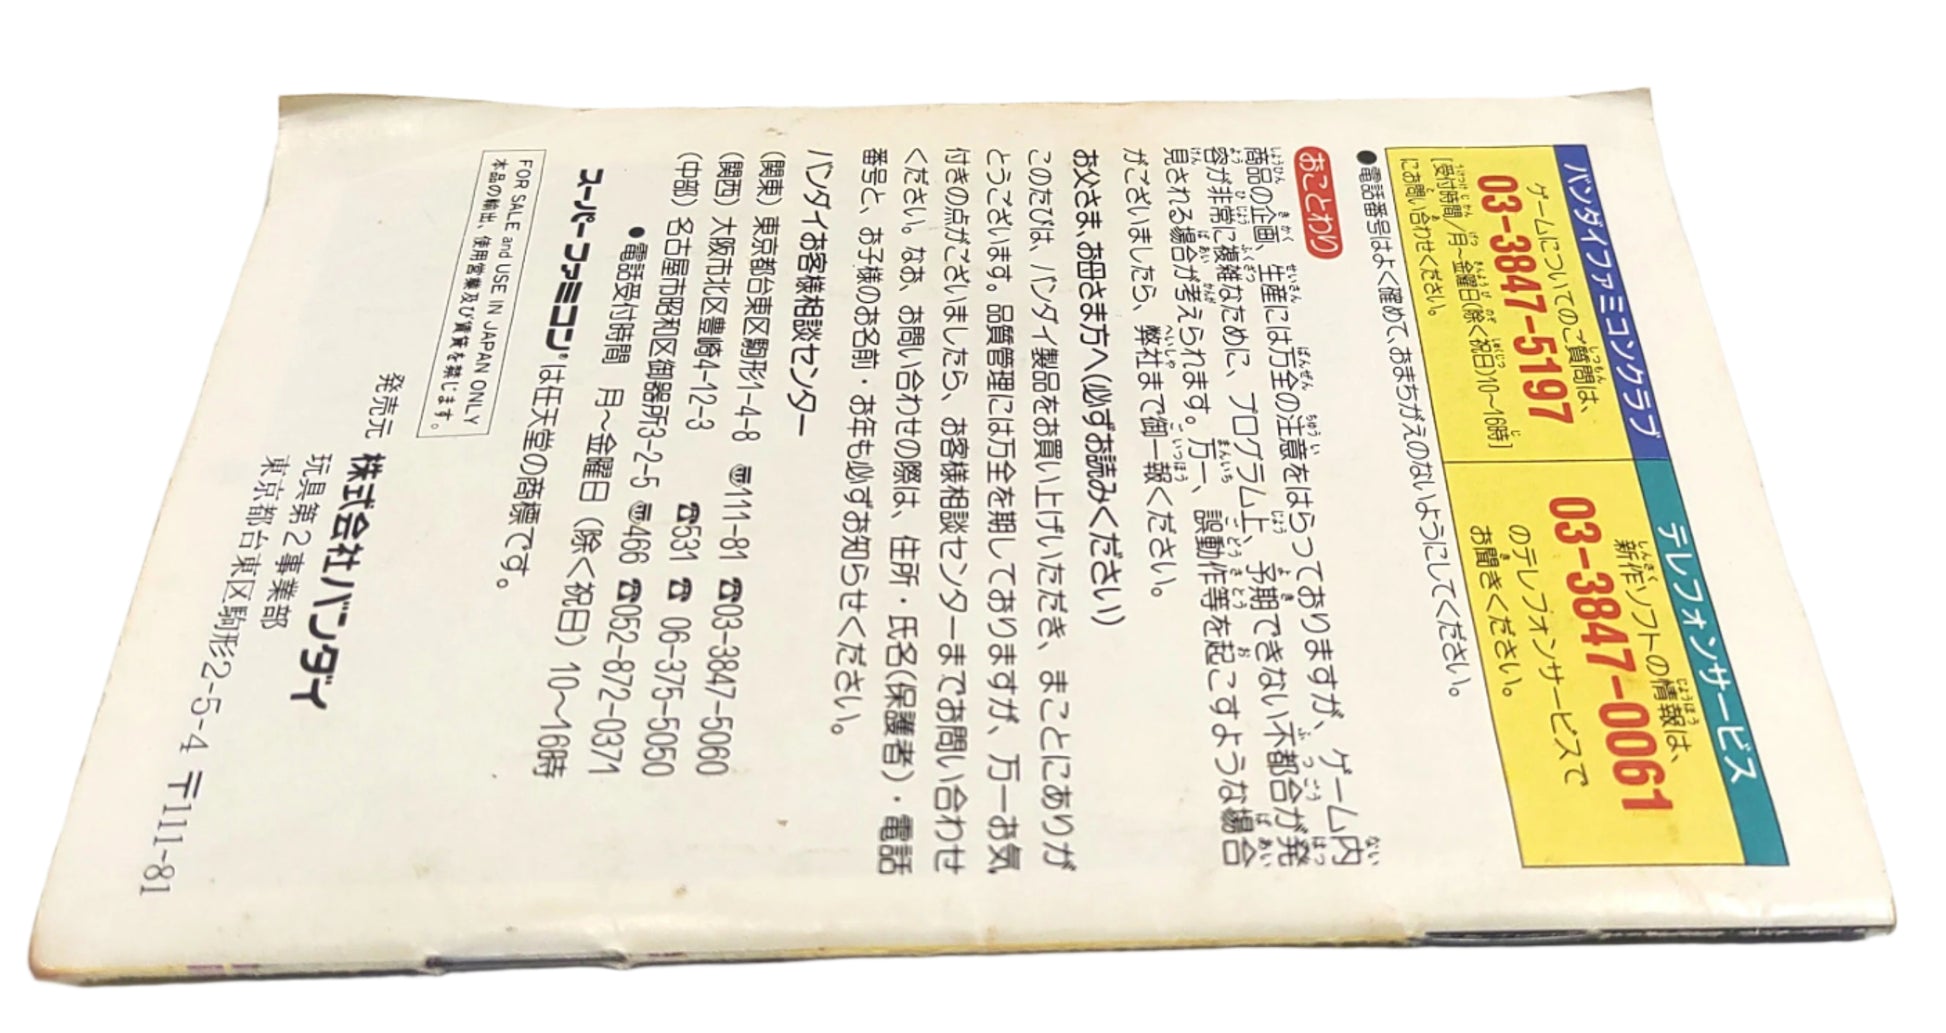 バンダイファミコンクラブ
ゲームについてのご質問は、
03-3847-5197
[受付時間/月〜金曜日(除く祝日)10〜16時]
にお問い合わせください。
テレフォンサービス
新作ソフトの情報は、
03-3847-0061
のテレフォンサービスで
お聞きください。
●電話番号はよく確めて、おまちがえのないようにしてください。
おことわり
商品の企画、生産には万全の注意をはらっておりますが、ゲーム内
容が非常に複雑なために、プログラム上、予期できない不都合が発
見される場合が考えられます。万一、誤動作等を起こすような場合
がございましたら、弊社まで御一報ください。
お父さま、お母さま方へ(必ずお読みください)
このたびは、バンダイ製品をお買い上げいただき、まことにありが
とうございます。品質管理には万全を期しておりますが、万一お気
付きの点がございましたら、お客様相談センターまでお問い合わせ
ください。なお、お問い合わせの際は、住所・氏名(保護者)・電話
番号と、お子様のお名前・お年も必ずお知らせください。
バンダイお客様相談センター
(関東) 東京都台東区駒形1-4-8 〠111-81 ☎03-3847-5060
(関西) 大阪市北区豊崎4-12-3 ☎531 ☎ 06-375-5050
(中部) 名古屋市昭和区御器所3-2-5 〠466 ☎052-872-0371
●電話受付時間 月〜金曜日 (除く祝日) 10〜16時
スーパーファミコン®は任天堂の商標です。
FOR SALE and USE IN JAPAN ONLY
本品の輸出、使用営業及び賃貸を禁じます。
発売元 株式会社バンダイ
玩具第2事業部
東京都台東区駒形2-5-4 〒111-81